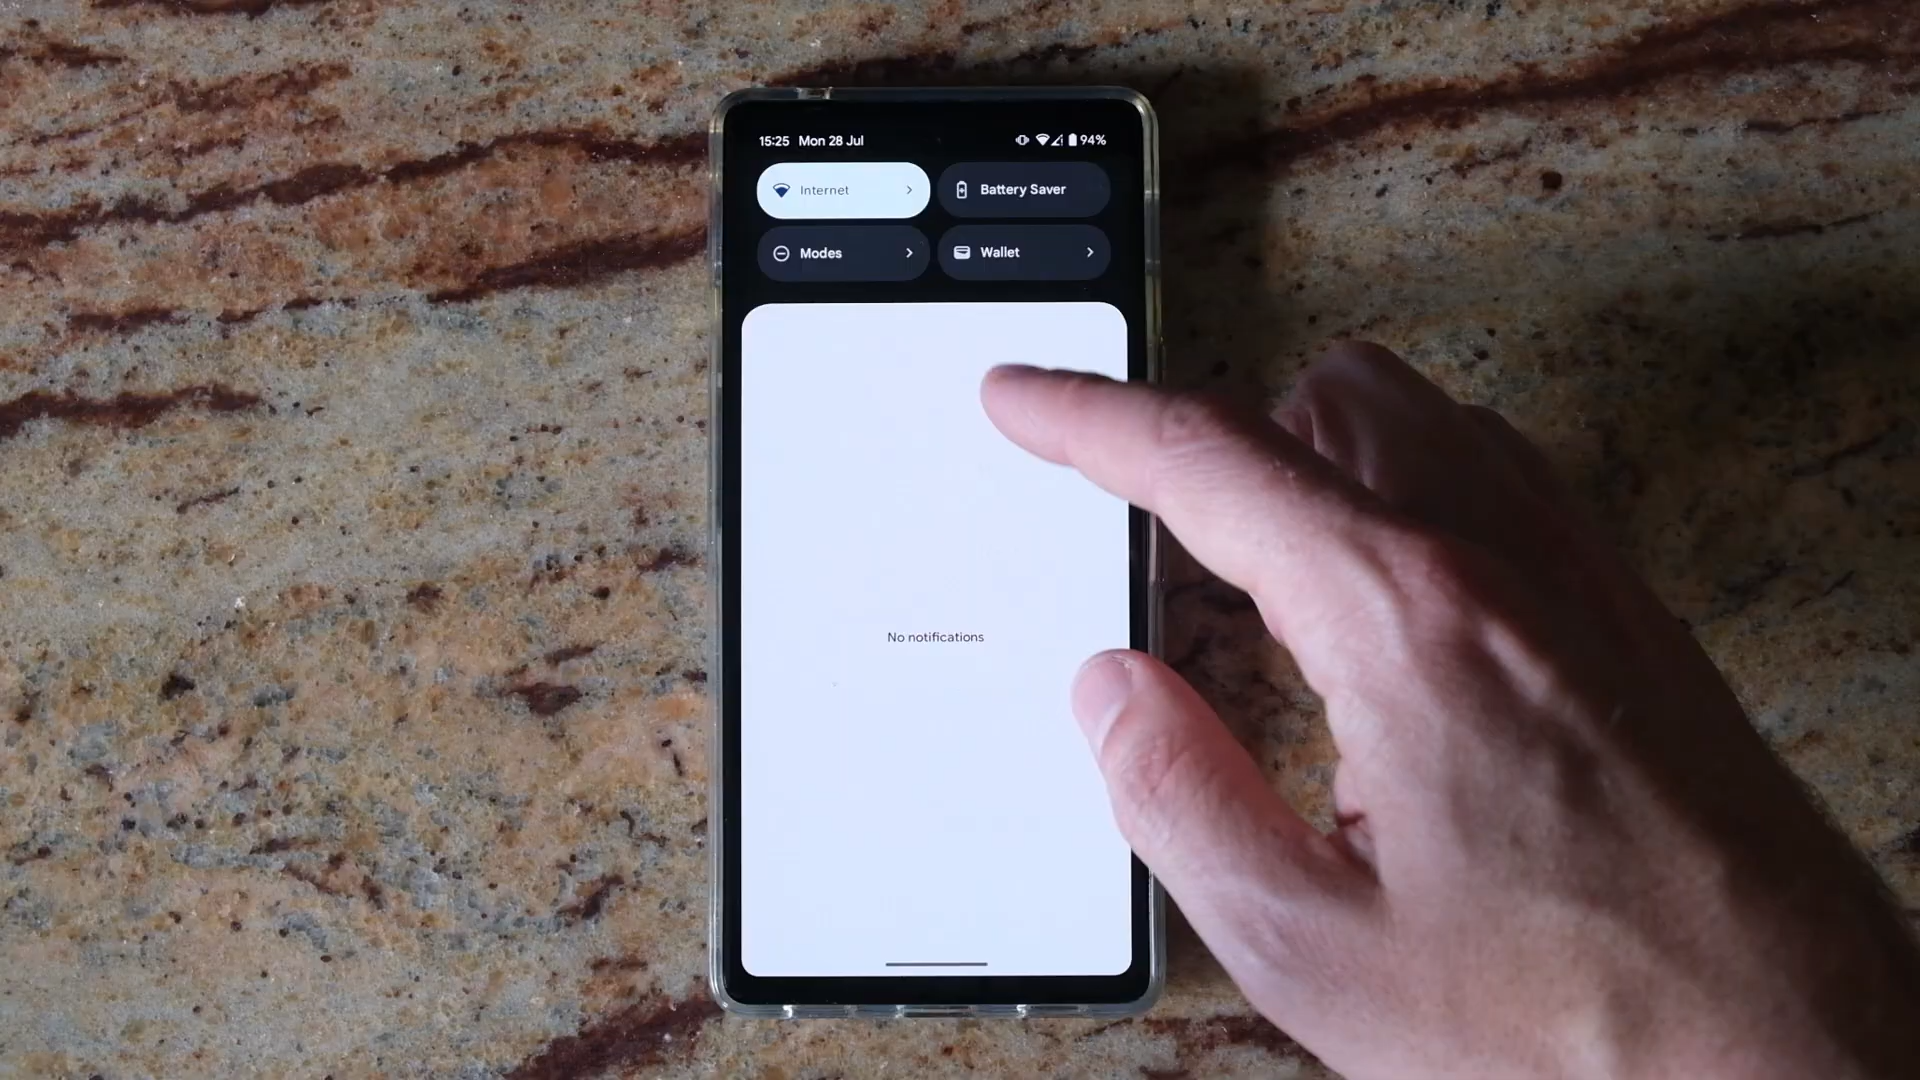 15:25 Mon 28 Jul 94%
Internet Battery Saver
Modes Wallet
No notifications